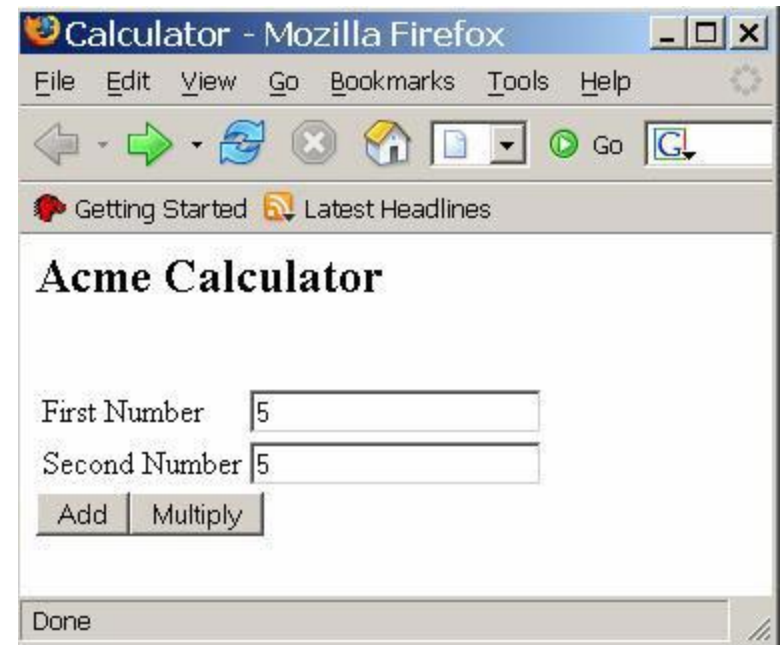 Calculator - Mozilla Firefox
File Edit View Go Bookmarks Tools Help
Go G
Getting Started Latest Headlines
Acme Calculator
First Number 5
Second Number 5
Add Multiply
Done